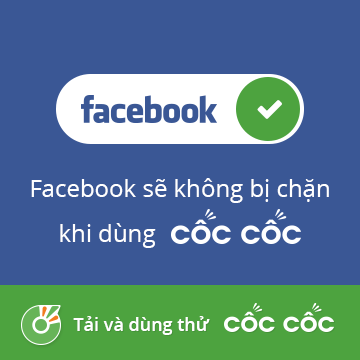 facebook
Facebook sẽ không bị chặn
khi dùng CỐC CỐC
Tải và dùng thử CỐC CỐC